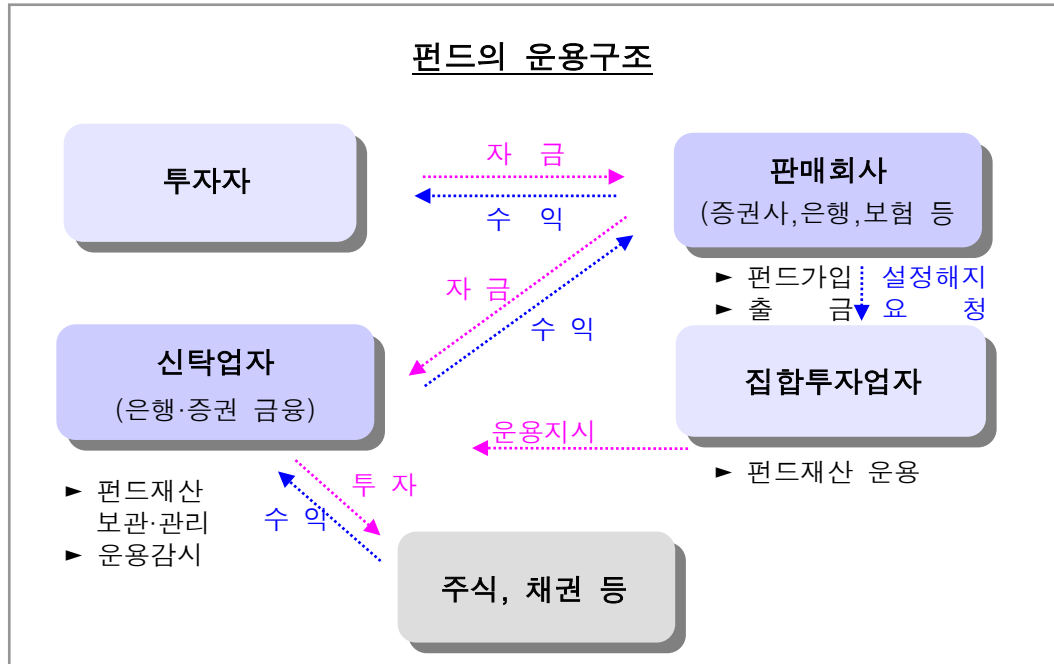 펀드의 운용구조
투자자
자 금
수 익
판매회사
(증권사,은행,보험 등
► 펀드가입
► 출 금
설정해지
요 청
자 금
수 익
신탁업자
(은행·증권 금융)
집합투자업자
운용지시
► 펀드재산 운용
► 펀드재산
보관·관리
► 운용감시
투 자
수 익
주식, 채권 등